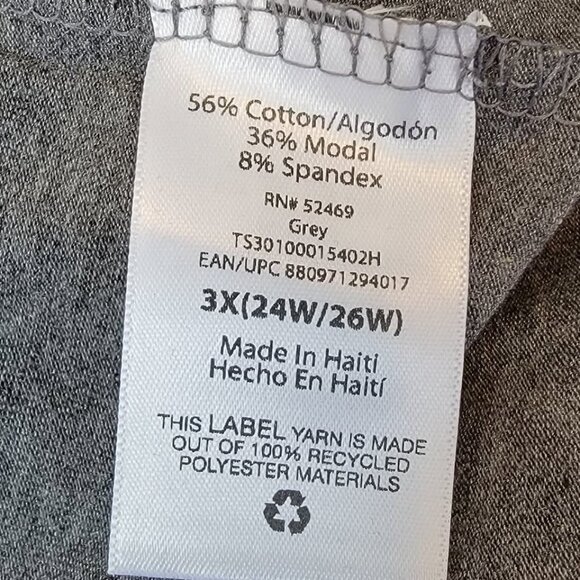 56% Cotton/Algodón
36% Modal
8% Spandex
RN# 52469
Grey
TS30100015402H
EAN/UPC 880971294017
3X(24W/26W)
Made In Haiti
Hecho En Haití
THIS LABEL YARN IS MADE
OUT OF 100% RECYCLED
POLYESTER MATERIALS